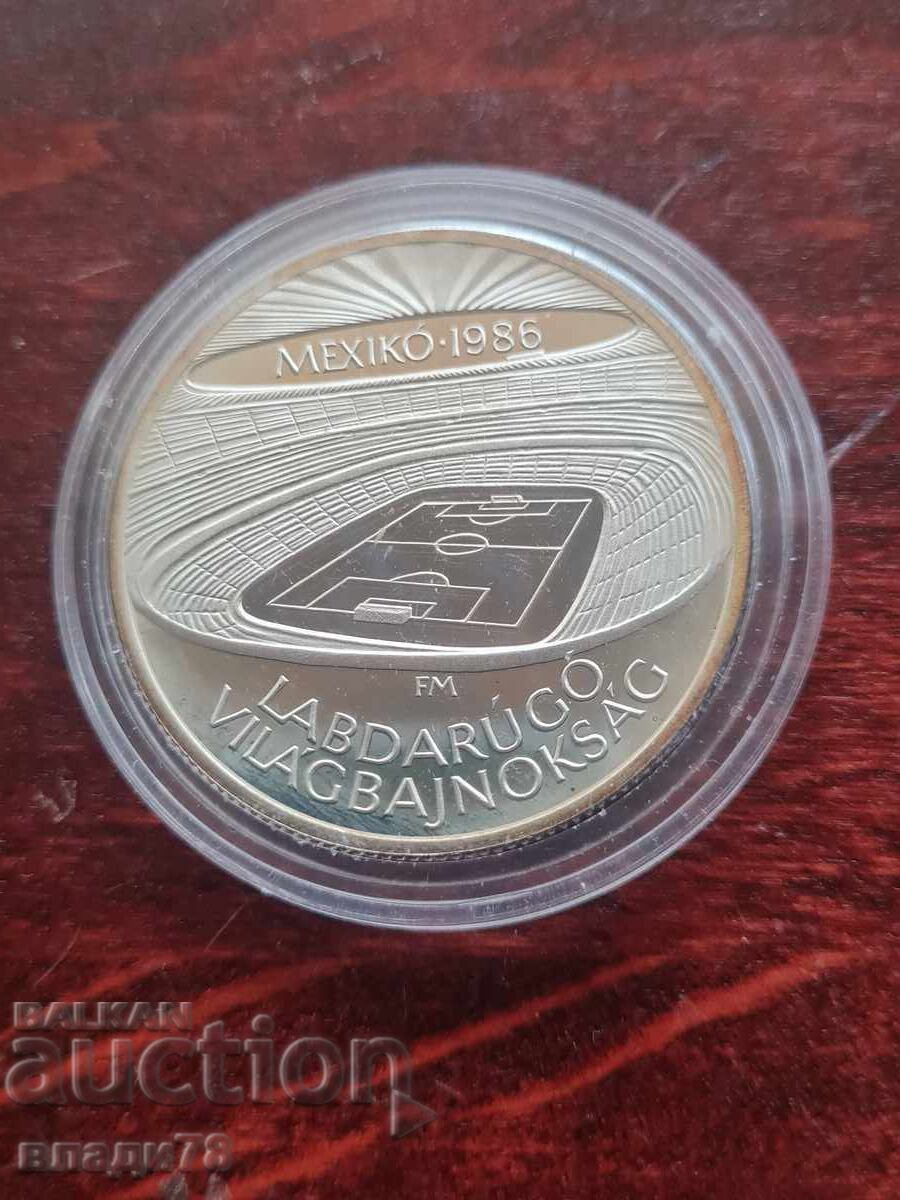 MEXIKÓ·1986
FM
LABDARÚGÓ
VILÁGBAJNOKSÁG
BALKAN
auction
влади78